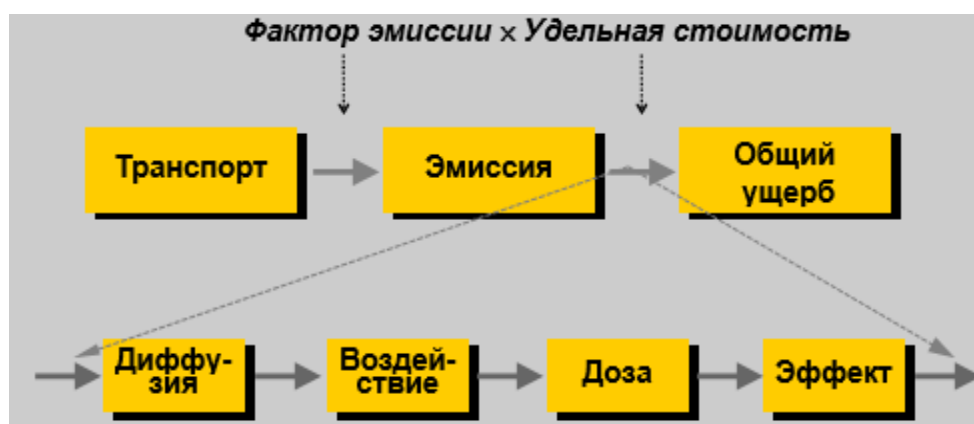 Фактор эмиссии × Удельная стоимость
Транспорт
Эмиссия
Общий
ущерб
Диффу-
зия
Воздей-
ствие
Доза
Эффект